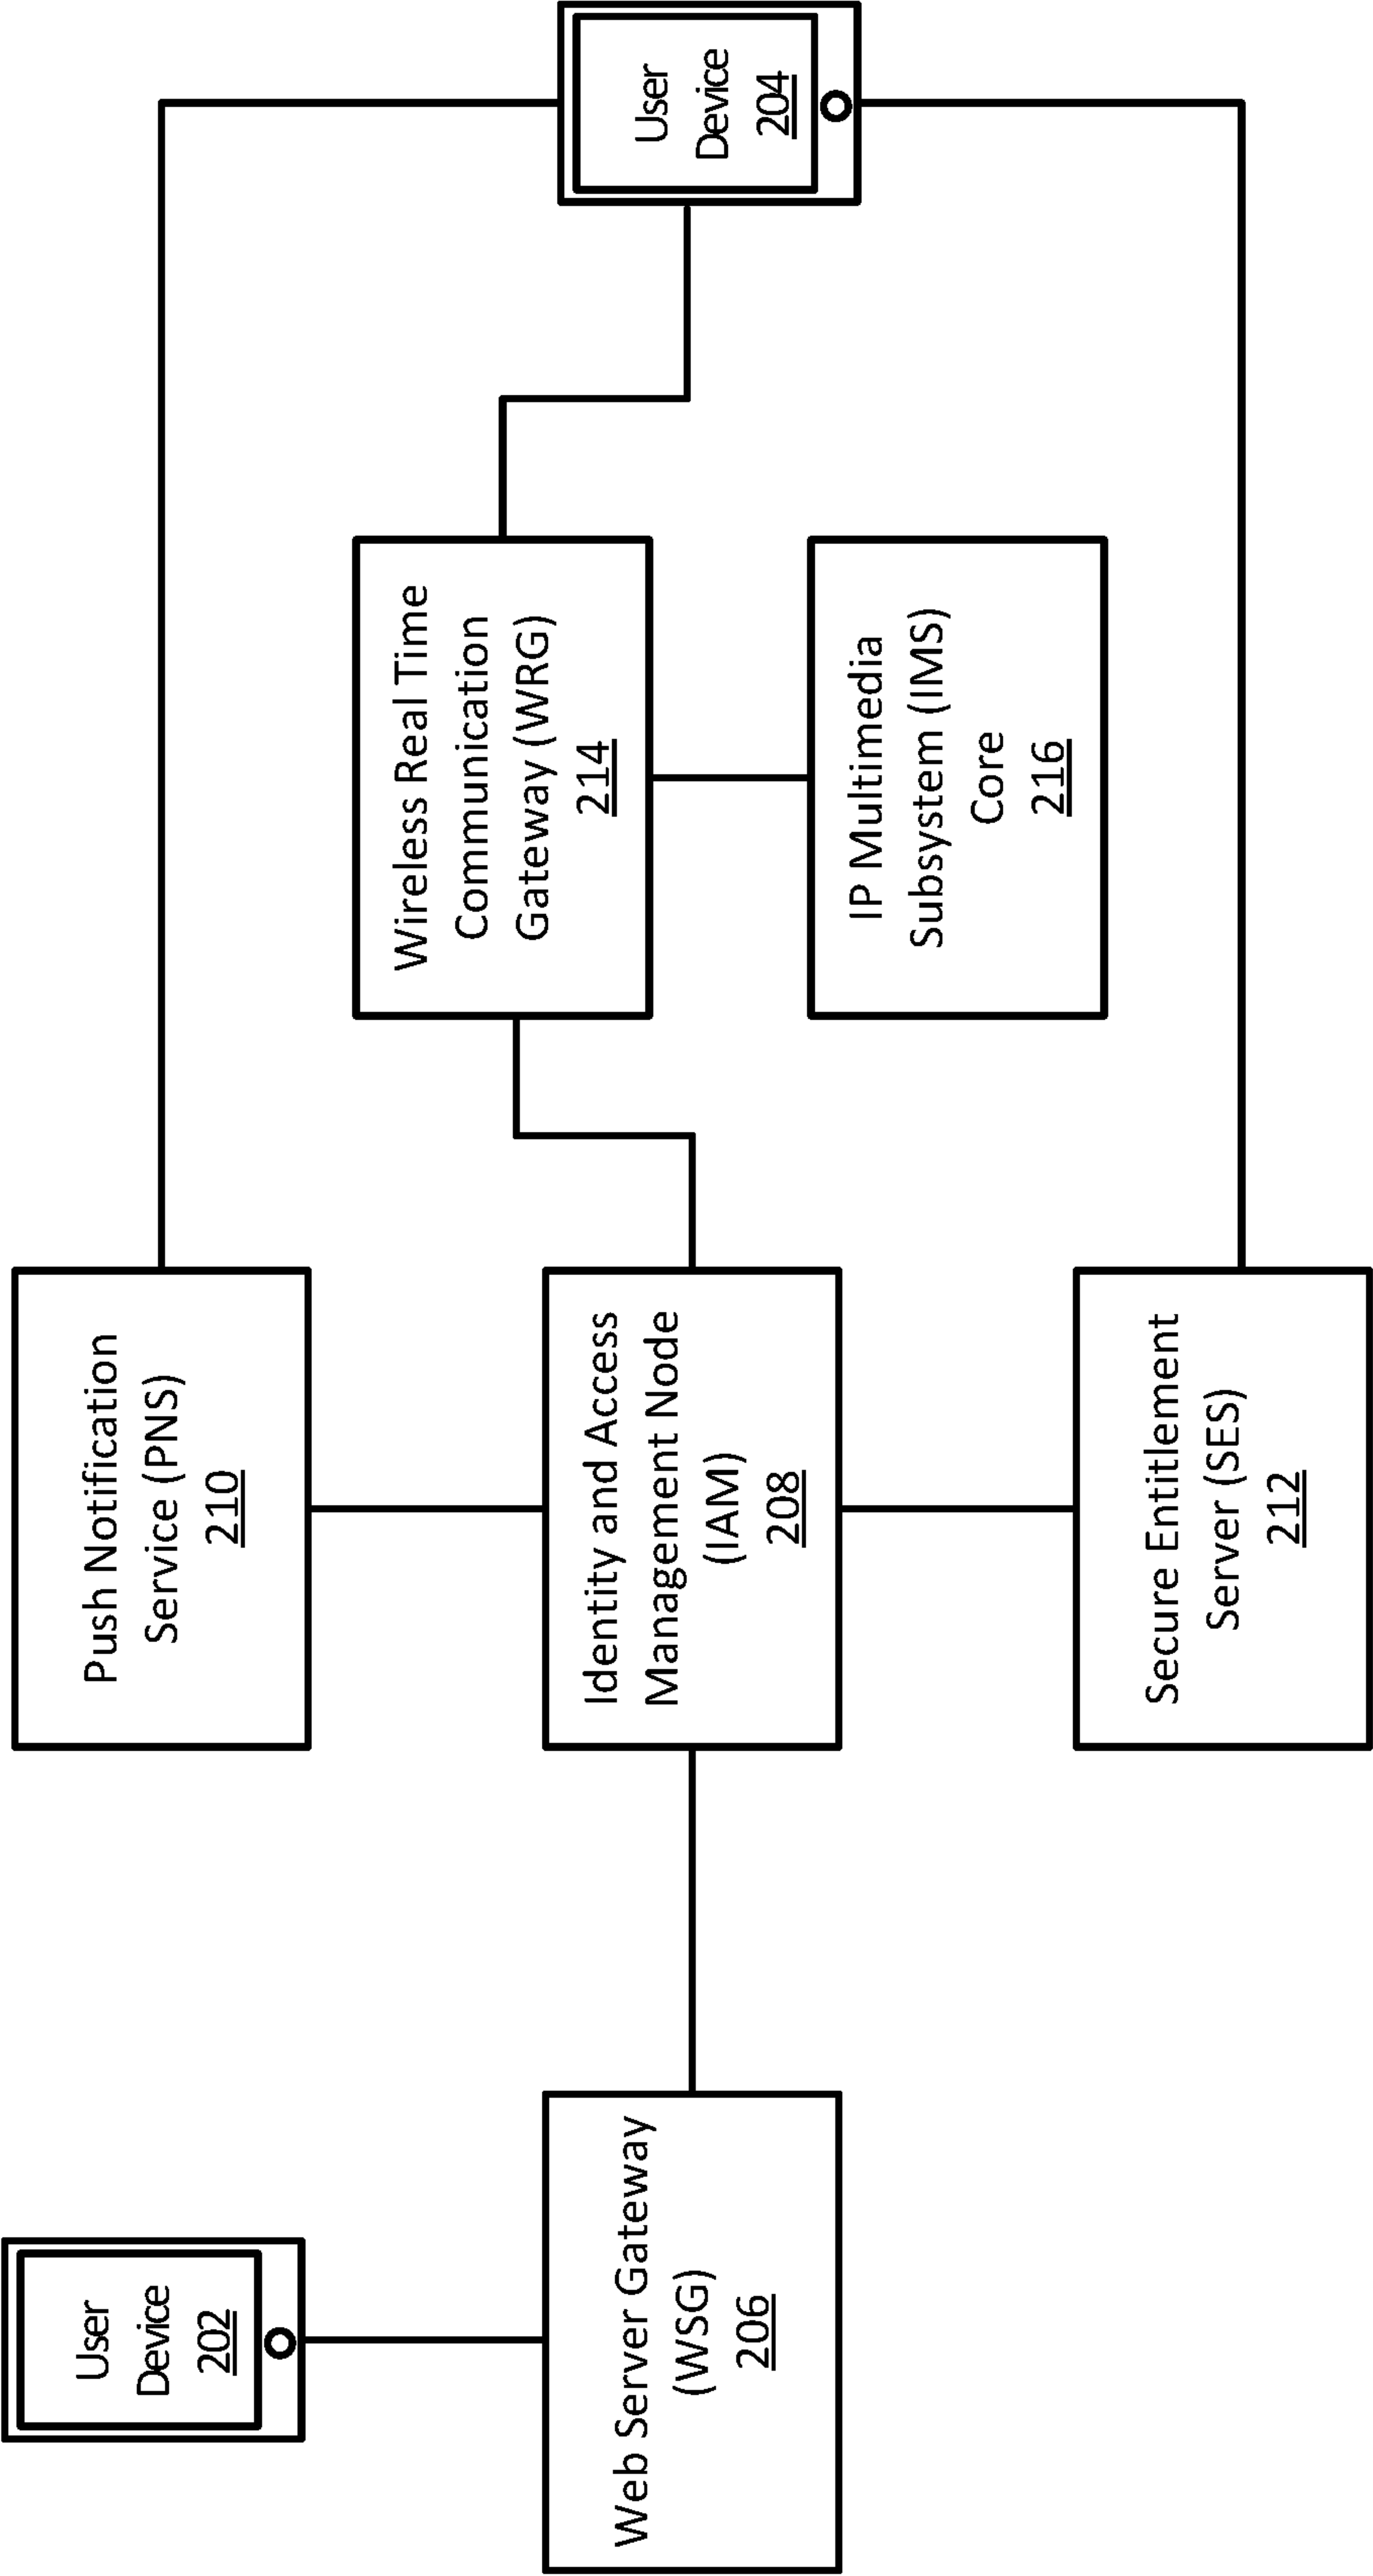 User
Device
202
Web Server Gateway
(WSG)
206
Push Notification
Service (PNS)
210
Identity and Access
Management Node
(IAM)
208
Secure Entitlement
Server (SES)
212
Wireless Real Time
Communication
Gateway (WRG)
214
IP Multimedia
Subsystem (IMS)
Core
216
User
Device
204